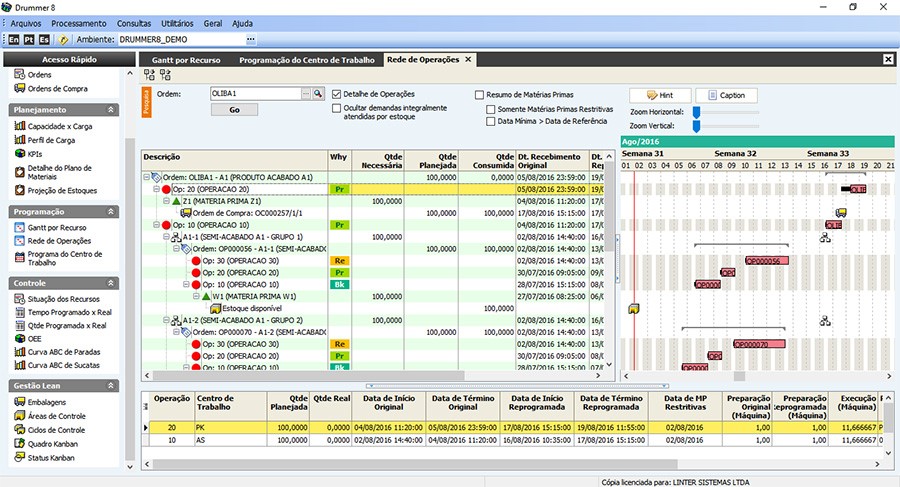 Drummer 8
Arquivos Processamento Consultas Utilitários Geral Ajuda
En Pt Es Ambiente: DRUMMER8_DEMO
Acesso Rápido
Ordens
Ordens de Compra
Planejamento
Capacidade x Carga
Perfil de Carga
KPIs
Detalhe do Plano de
Materiais
Projeção de Estoques
Programação
Gantt por Recurso
Rede de Operações
Programa do Centro de
Trabalho
Controle
Situação dos Recursos
Tempo Programado x Real
Qtde Programada x Real
OEE
Curva ABC de Paradas
Curva ABC de Sucatas
Gestão Lean
Embalagens
Áreas de Controle
Ciclos de Controle
Quadro Kanban
Status Kanban
Gantt por Recurso Programação do Centro de Trabalho Rede de Operações
Pesquisa
Ordem: OLIBA1
Go
Detalhe de Operações
Ocultar demandas integralmente
atendidas por estoque
Resumo de Matérias Primas
Somente Matérias Primas Restritivas
Data Mínima > Data de Referência
Hint Caption
Zoom Horizontal:
Zoom Vertical:
Descrição Why Qtde Necessária Qtde Planejada Qtde Consumida Dt. Recebimento Original Dt. Rep
Ordem: OLIBA1 - A1 (PRODUTO ACABADO A1) 100,0000 0,0000 05/08/2016 23:59:00 19/0
Op: 20 (OPERACAO 20) Pr 05/08/2016 23:59:00 19/0
Z1 (MATERIA PRIMA Z1) 100,0000 04/08/2016 11:20:00 17/0
Ordem de Compra: OC000257/1/1 100,0000 17/08/2016 15:15:00 17/0
Op: 10 (OPERACAO 10) Pr 04/08/2016 11:20:00 17/0
A1-1 (SEMI-ACABADO A1 - GRUPO 1) 100,0000 02/08/2016 14:40:00 16/0
Ordem: OP000056 - A1-1 (SEMI-ACABADO 100,0000 100,0000 02/08/2016 14:40:00 13/0
Op: 30 (OPERACAO 30) Re 02/08/2016 14:40:00 13/0
Op: 20 (OPERACAO 20) Pr 30/07/2016 09:05:00 09/0
Op: 10 (OPERACAO 10) Bk 28/07/2016 15:15:00 08/0
W1 (MATERIA PRIMA W1) 100,0000 27/07/2016 08:25:00 06/0
Estoque disponível 100,0000
A1-2 (SEMI-ACABADO A1 - GRUPO 2) 100,0000 02/08/2016 14:40:00 16/0
Ordem: OP000070 - A1-2 (SEMI-ACABADO 100,0000 100,0000 02/08/2016 14:40:00 13/0
Op: 30 (OPERACAO 30) Re 02/08/2016 14:40:00 13/0
Op: 20 (OPERACAO 20) Pr 30/07/2016 09:05:00 08/0
Op: 10 (OPERACAO 10) Bk 28/07/2016 15:15:00
Ago/2016
Semana 31 Semana 32 Semana 33
01 02 03 04 05 06 07 08 09 10 11 12 13 14 15 16 17 18 19 20 21
OP000056
OP000070
Operação Centro de Trabalho Qtde Planejada Qtde Real Data de Início Original Data de Término Original Data de Início Reprogramada Data de Término Reprogramada Data de MP Restritivas Preparação Original (Máquina) Preparação Reprogramada (Máquina) Execução (Máquina)
20 PK 100,0000 0,0000 04/08/2016 11:20:00 05/08/2016 23:59:00 17/08/2016 15:15:00 19/08/2016 11:55:00 02/08/2016 1,00 1,00 11,666667
10 AS 100,0000 0,0000 02/08/2016 14:40:00 04/08/2016 11:20:00 16/08/2016 10:35:00 17/08/2016 15:15:00 02/08/2016 1,00 1,00 11,666667
Cópia licenciada para: LINTER SISTEMAS LTDA